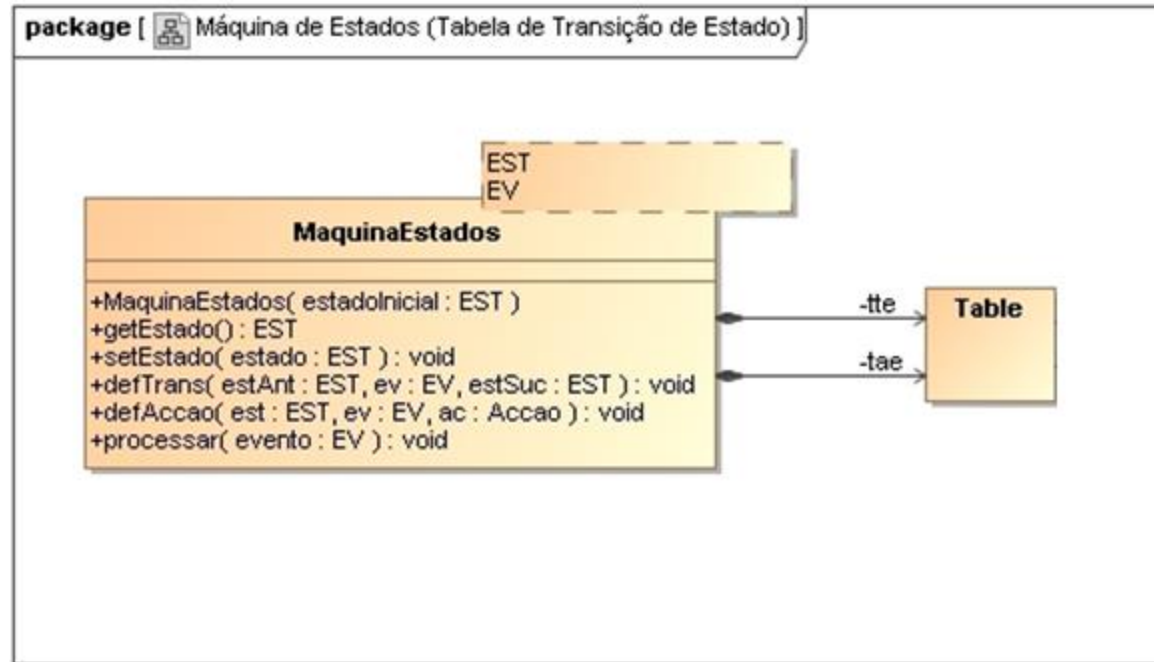 package [ Máquina de Estados (Tabela de Transição de Estado) ]
EST
EV
MaquinaEstados
+MaquinaEstados( estadoInicial : EST )
+getEstado() : EST
+setEstado( estado : EST ) : void
+defTrans( estAnt : EST, ev : EV, estSuc : EST ) : void
+defAccao( est : EST, ev : EV, ac : Accao ) : void
+processar( evento : EV ) : void
-tte
-tae
Table